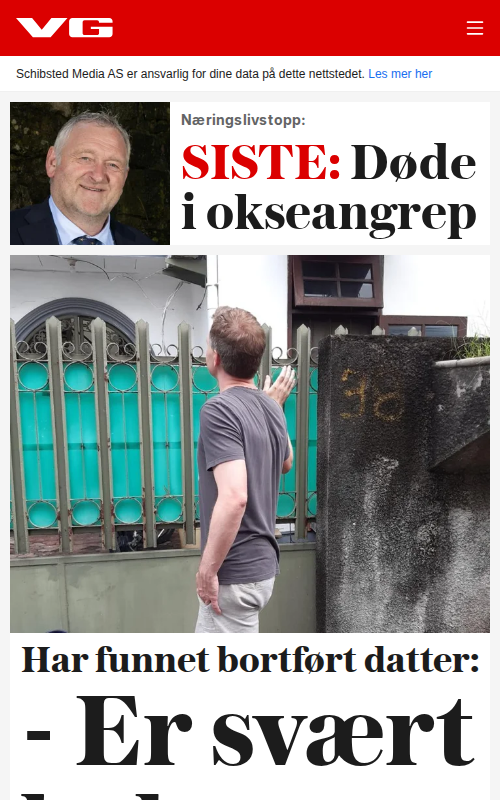 VG
Schibsted Media AS er ansvarlig for dine data på dette nettstedet. Les mer her
Næringslivstopp:
SISTE: Døde
i okseangrep
Har funnet bortført datter:
- Er svært